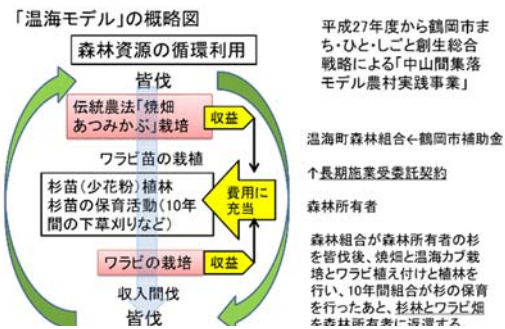 「温海モデル」の概略図
森林資源の循環利用
皆伐
伝統農法「焼畑
あつみかぶ」栽培
収益
ワラビ苗の栽植
杉苗（少花粉）植林
杉苗の保育活動（10年
間の下草刈りなど）
費用に
充当
ワラビの栽培
収益
収入間伐
皆伐
平成27年度から鶴岡市ま
ち・ひと・しごと創生総合
戦略による「中山間集落
モデル農村実践事業」
温海町森林組合←鶴岡市補助金
↑長期施業受委託契約
森林所有者
森林組合が森林所有者の杉
を皆伐後、焼畑と温海カブ栽
培とワラビ植え付けと植林を
行い、10年間組合が杉の保育
を行ったあと、杉林とワラビ畑
を森林所有者に返還する。